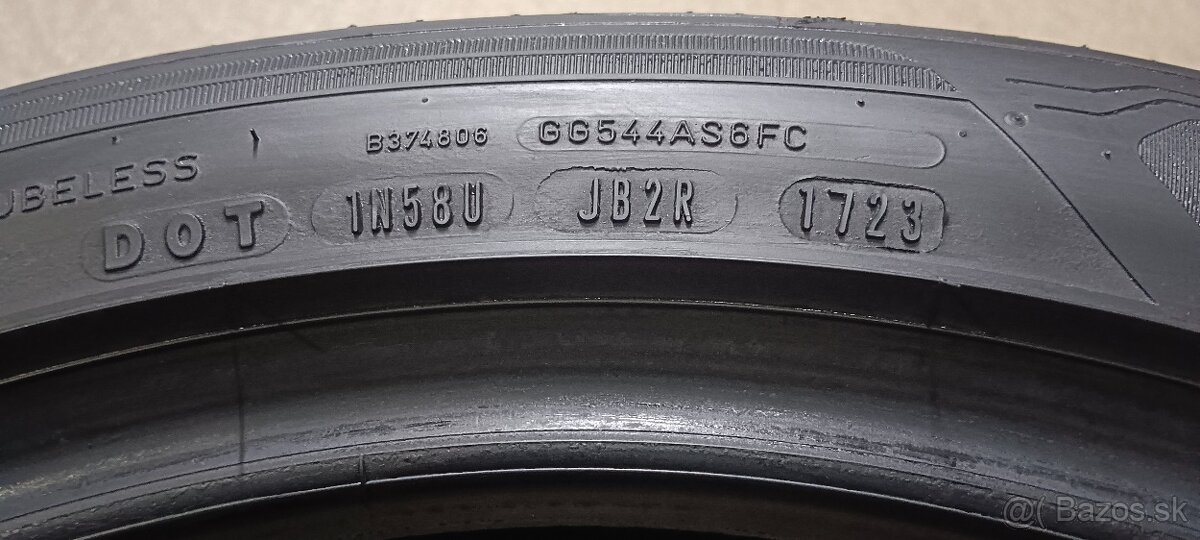 B374806 GG544AS6FC
UBELESS
DOT 1N58U JB2R 1723
@( Bazos.sk